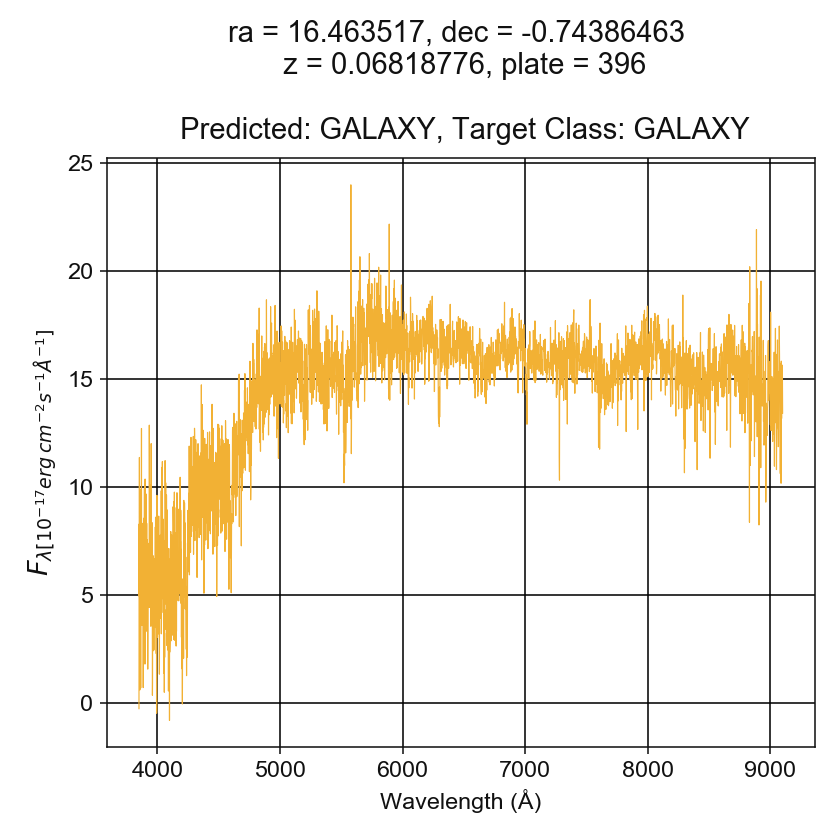 ra = 16.463517, dec = -0.74386463
z = 0.06818776, plate = 396
Predicted: GALAXY, Target Class: GALAXY
25
20
15
10
5
0
F_λ[10⁻¹⁷erg cm⁻²s⁻¹Å⁻¹]
4000 5000 6000 7000 8000 9000
Wavelength (Å)